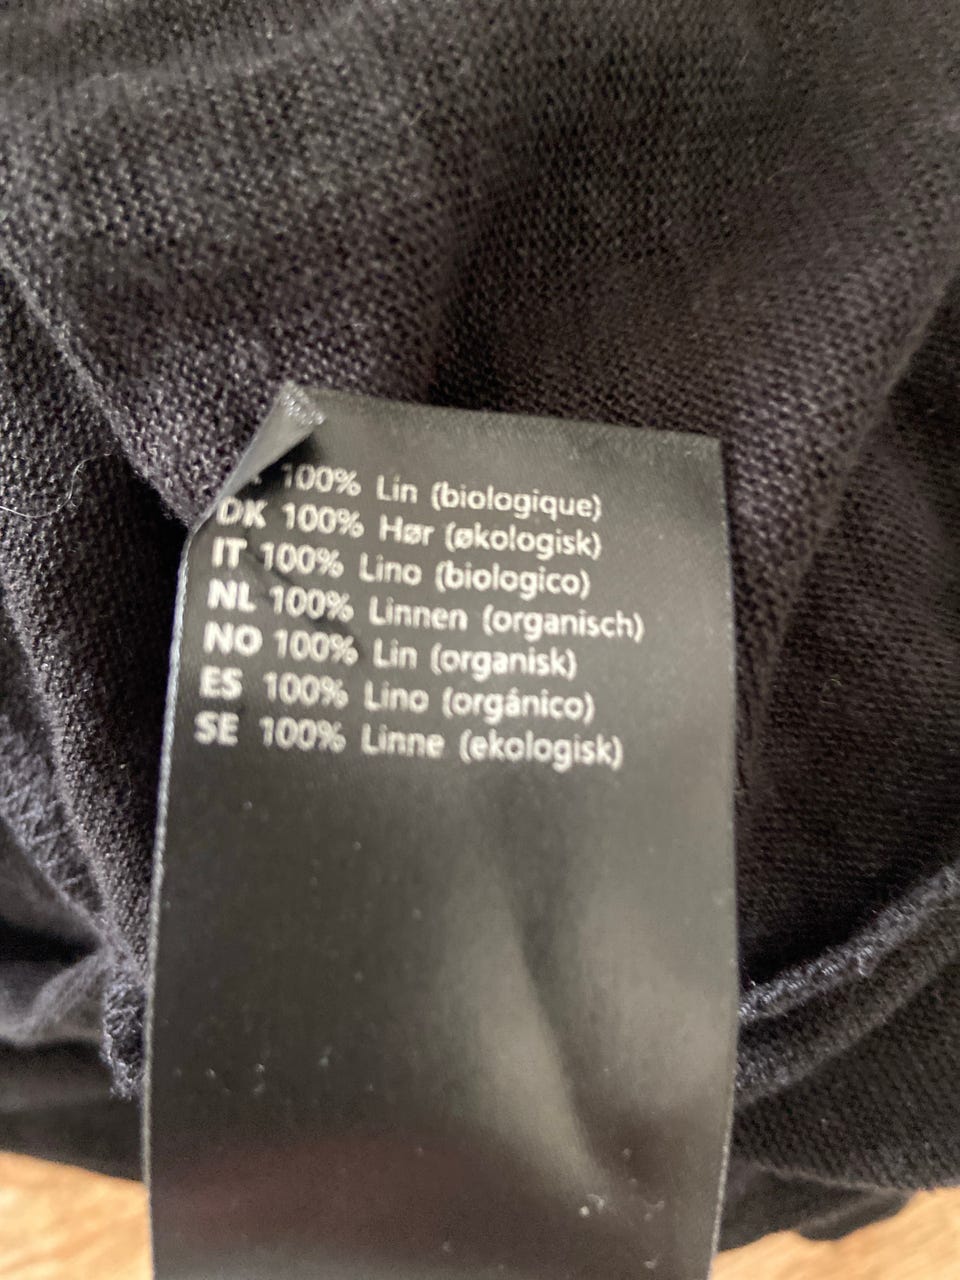 100% Lin (biologique)
DK 100% Hør (økologisk)
IT 100% Lino (biologico)
NL 100% Linnen (organisch)
NO 100% Lin (organisk)
ES 100% Lino (orgánico)
SE 100% Linne (ekologisk)